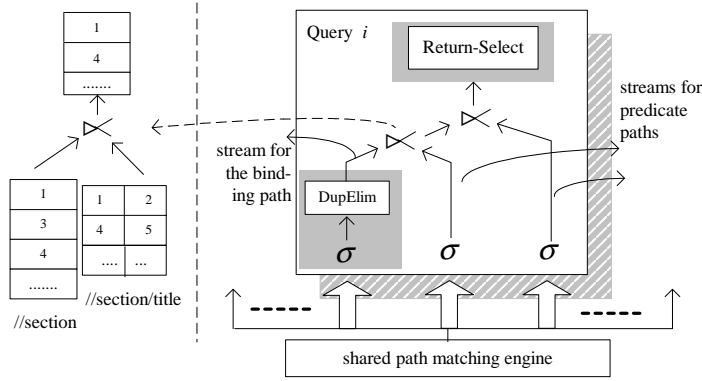 1
4
.......
1
3
4
.......
//section
1 2
4 5
.... ...
//section/title
Query i
Return-Select
streams for
predicate
paths
stream for
the bind-
ing path
DupElim
σ σ σ
shared path matching engine